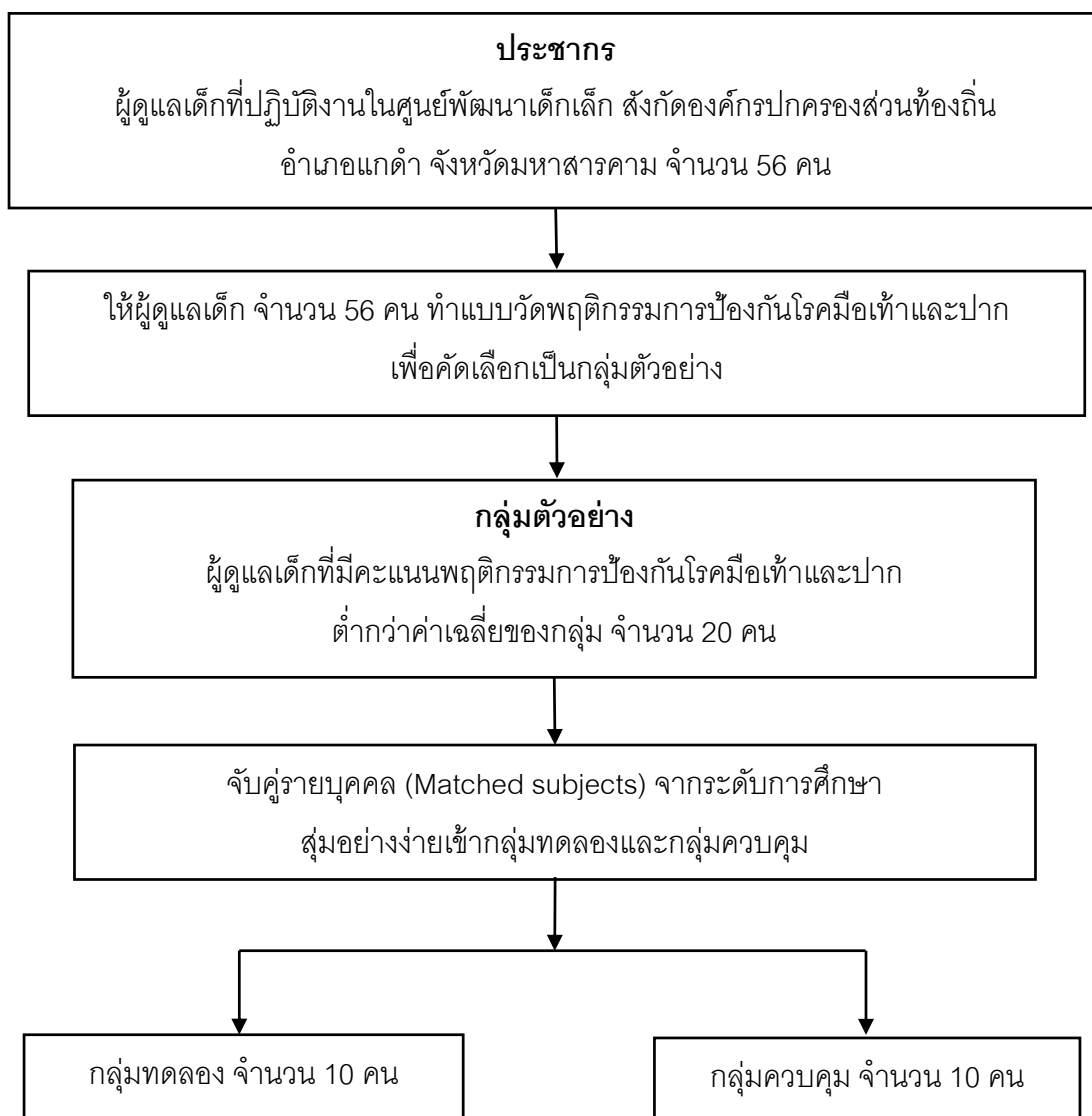 ประชากร
ผู้ดูแลเด็กที่ปฏิบัติงานในศูนย์พัฒนาเด็กเล็ก สังกัดองค์กรปกครองส่วนท้องถิ่น
อำเภอแกดำ จังหวัดมหาสารคาม จำนวน 56 คน
ให้ผู้ดูแลเด็ก จำนวน 56 คน ทำแบบวัดพฤติกรรมการป้องกันโรคมือเท้าและปาก
เพื่อคัดเลือกเป็นกลุ่มตัวอย่าง
กลุ่มตัวอย่าง
ผู้ดูแลเด็กที่มีคะแนนพฤติกรรมการป้องกันโรคมือเท้าและปาก
ต่ำกว่าค่าเฉลี่ยของกลุ่ม จำนวน 20 คน
จับคู่รายบุคคล (Matched subjects) จากระดับการศึกษา
สุ่มอย่างง่ายเข้ากลุ่มทดลองและกลุ่มควบคุม
กลุ่มทดลอง จำนวน 10 คน
กลุ่มควบคุม จำนวน 10 คน